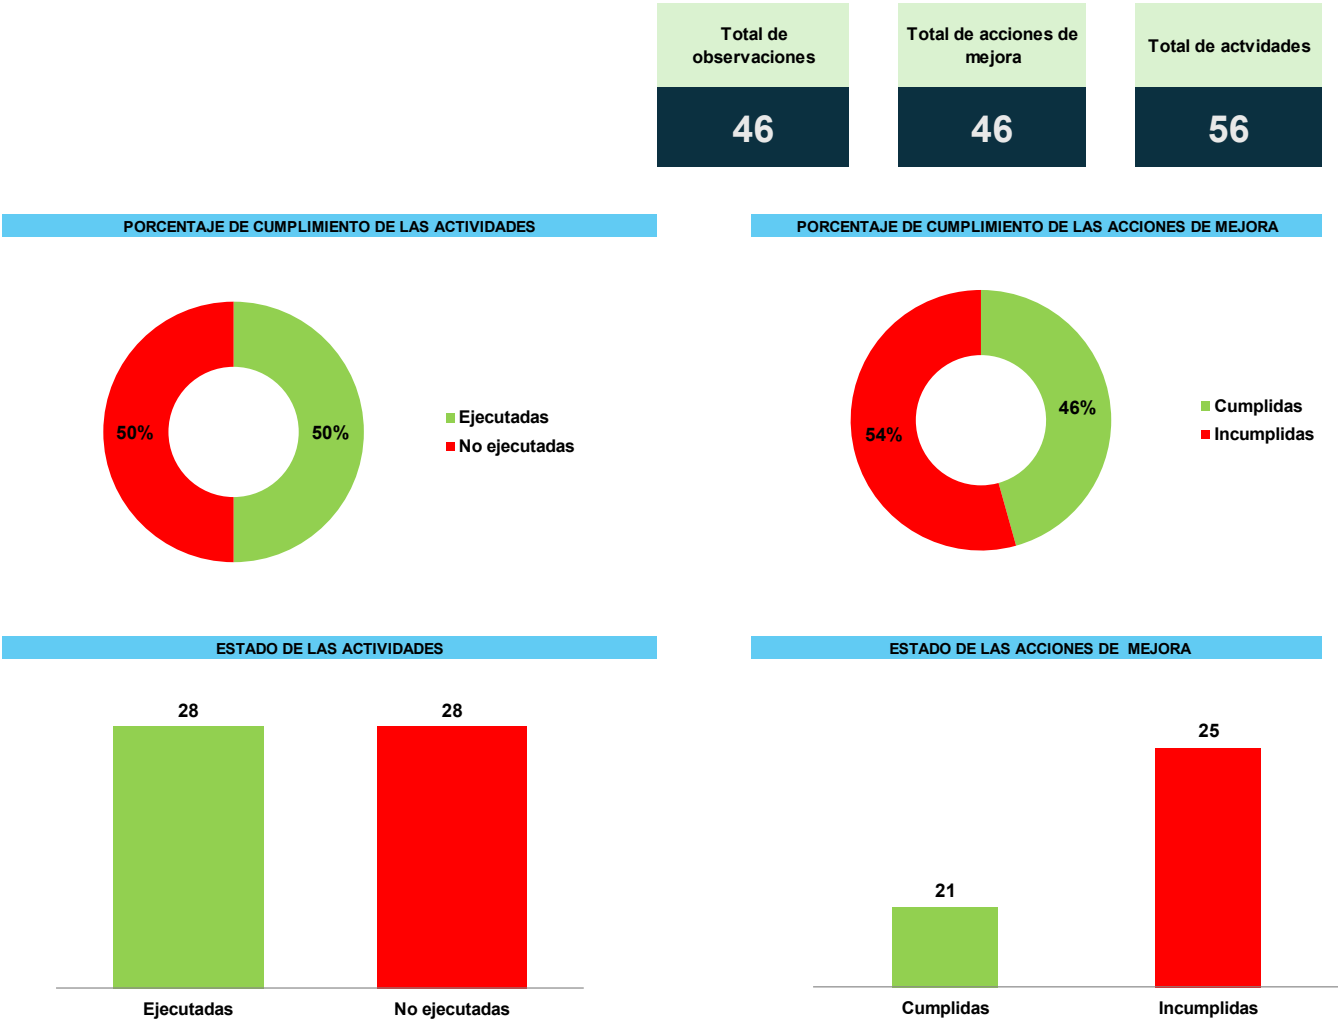 Total de
observaciones
46
Total de acciones de
mejora
46
Total de actvidades
56
PORCENTAJE DE CUMPLIMIENTO DE LAS ACTIVIDADES
50%
50%
Ejecutadas
No ejecutadas
PORCENTAJE DE CUMPLIMIENTO DE LAS ACCIONES DE MEJORA
46%
54%
Cumplidas
Incumplidas
ESTADO DE LAS ACTIVIDADES
28
28
Ejecutadas
No ejecutadas
ESTADO DE LAS ACCIONES DE  MEJORA
21
25
Cumplidas
Incumplidas